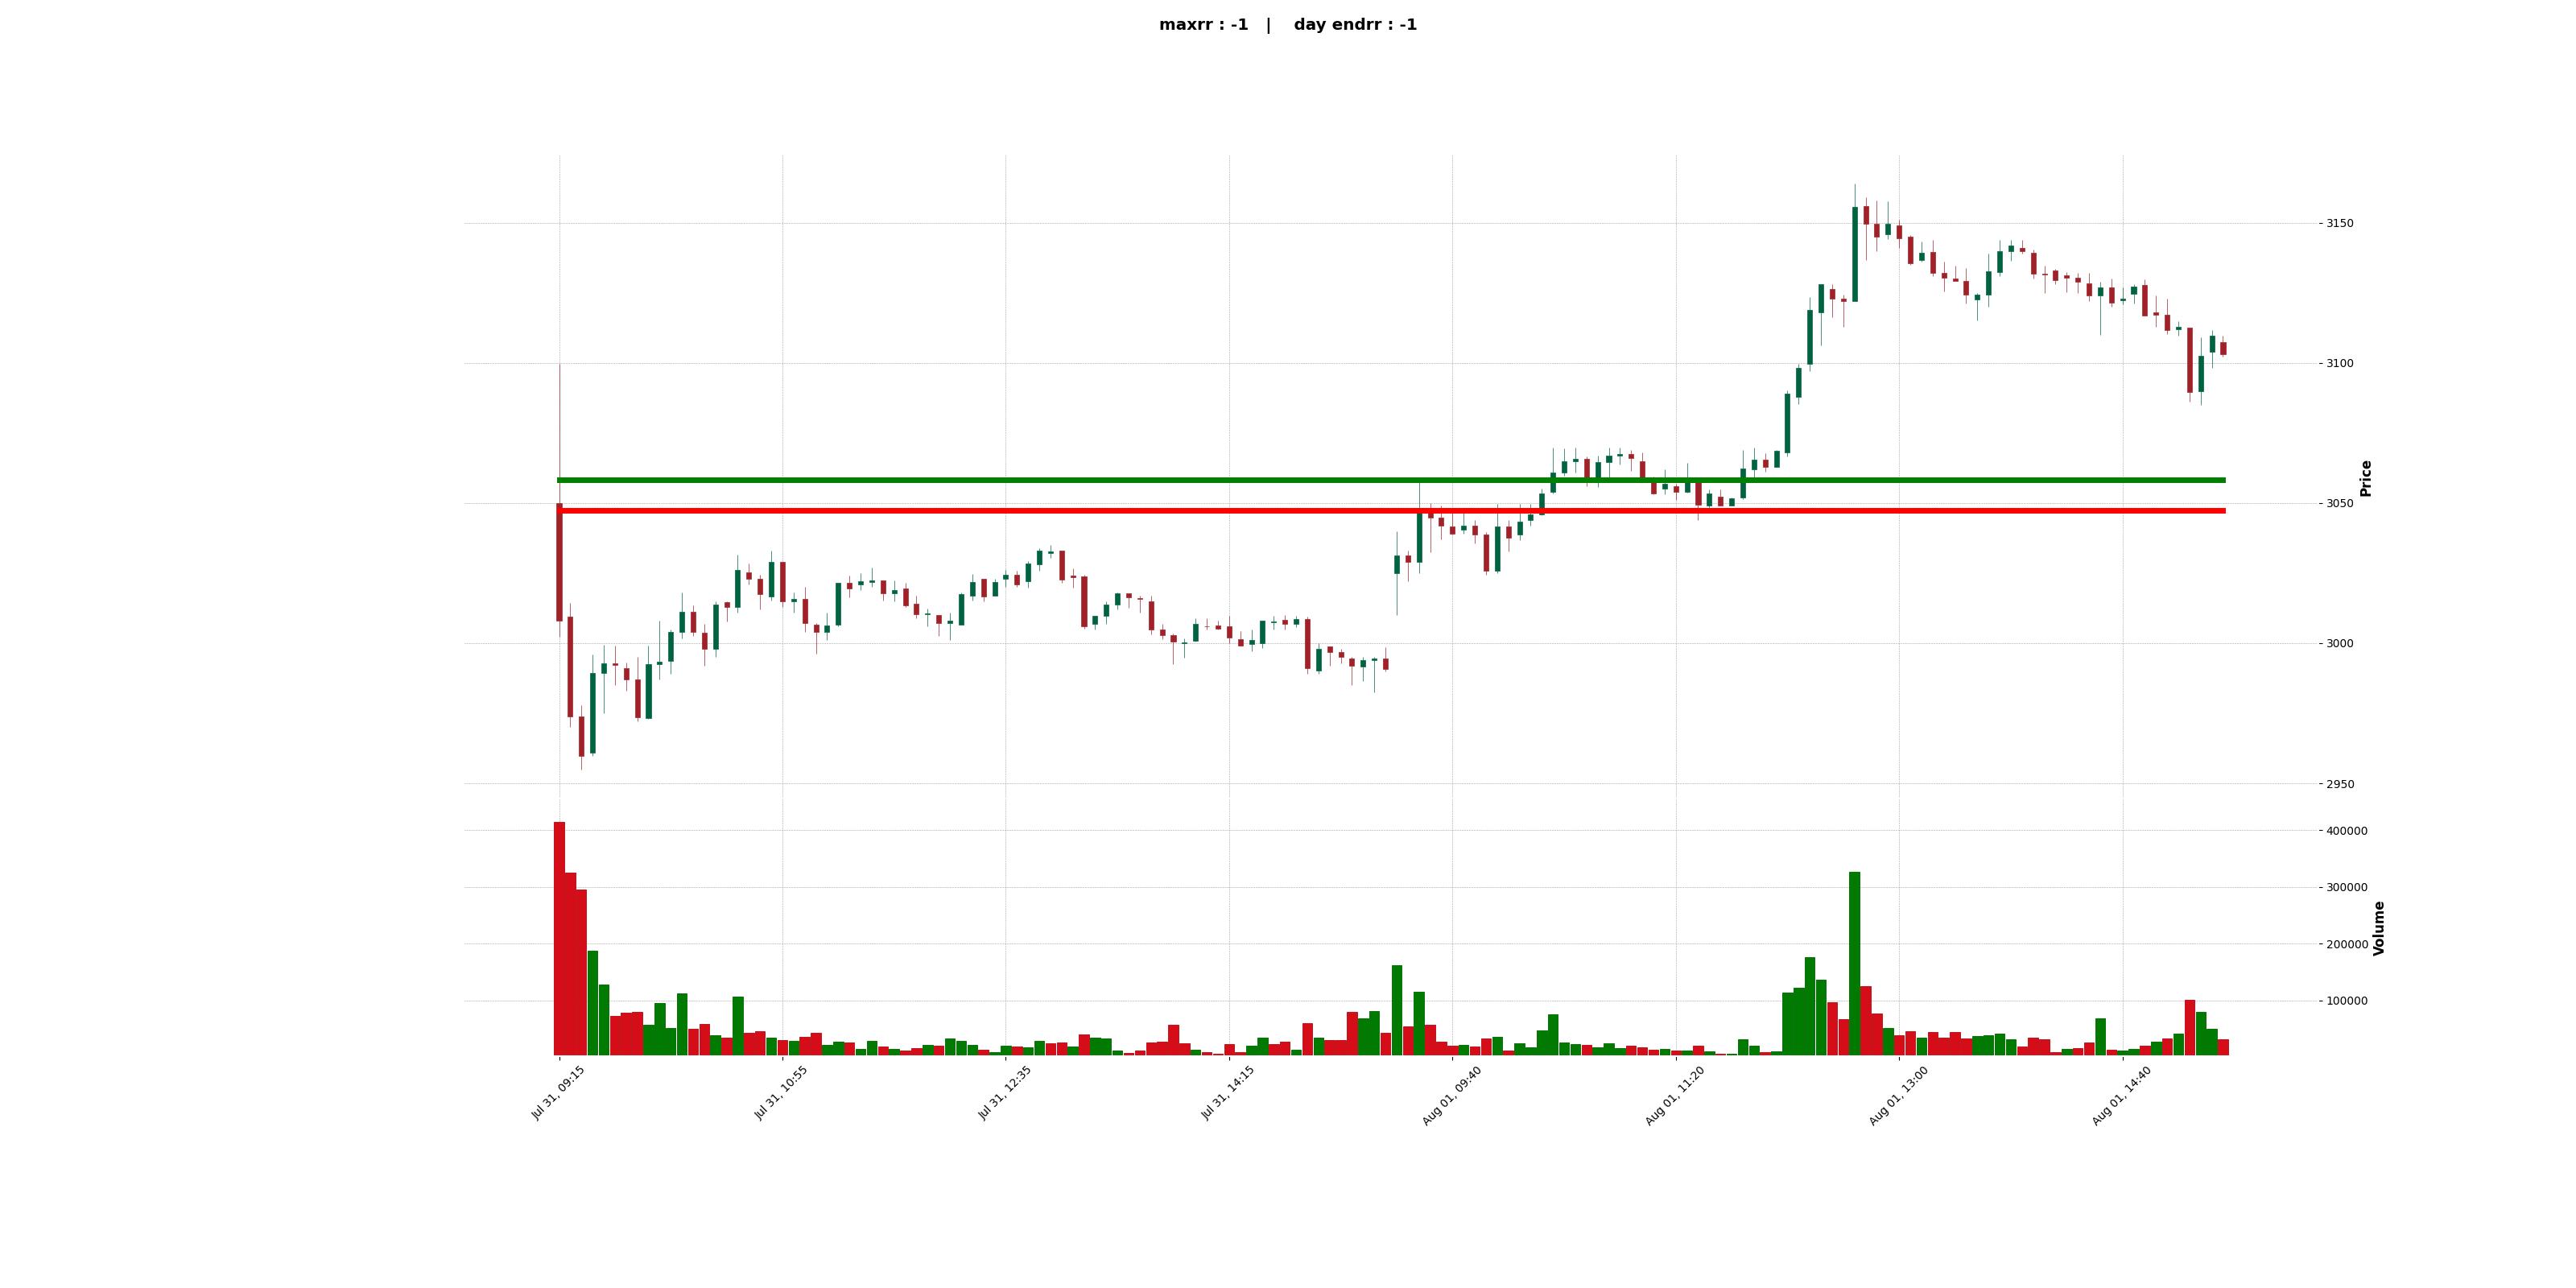 maxrr : -1   |    day endrr : -1
3150
3100
3050
3000
2950
Price
400000
300000
200000
100000
Volume
Jul 31, 09:15
Jul 31, 10:55
Jul 31, 12:35
Jul 31, 14:15
Aug 01, 09:40
Aug 01, 11:20
Aug 01, 13:00
Aug 01, 14:40